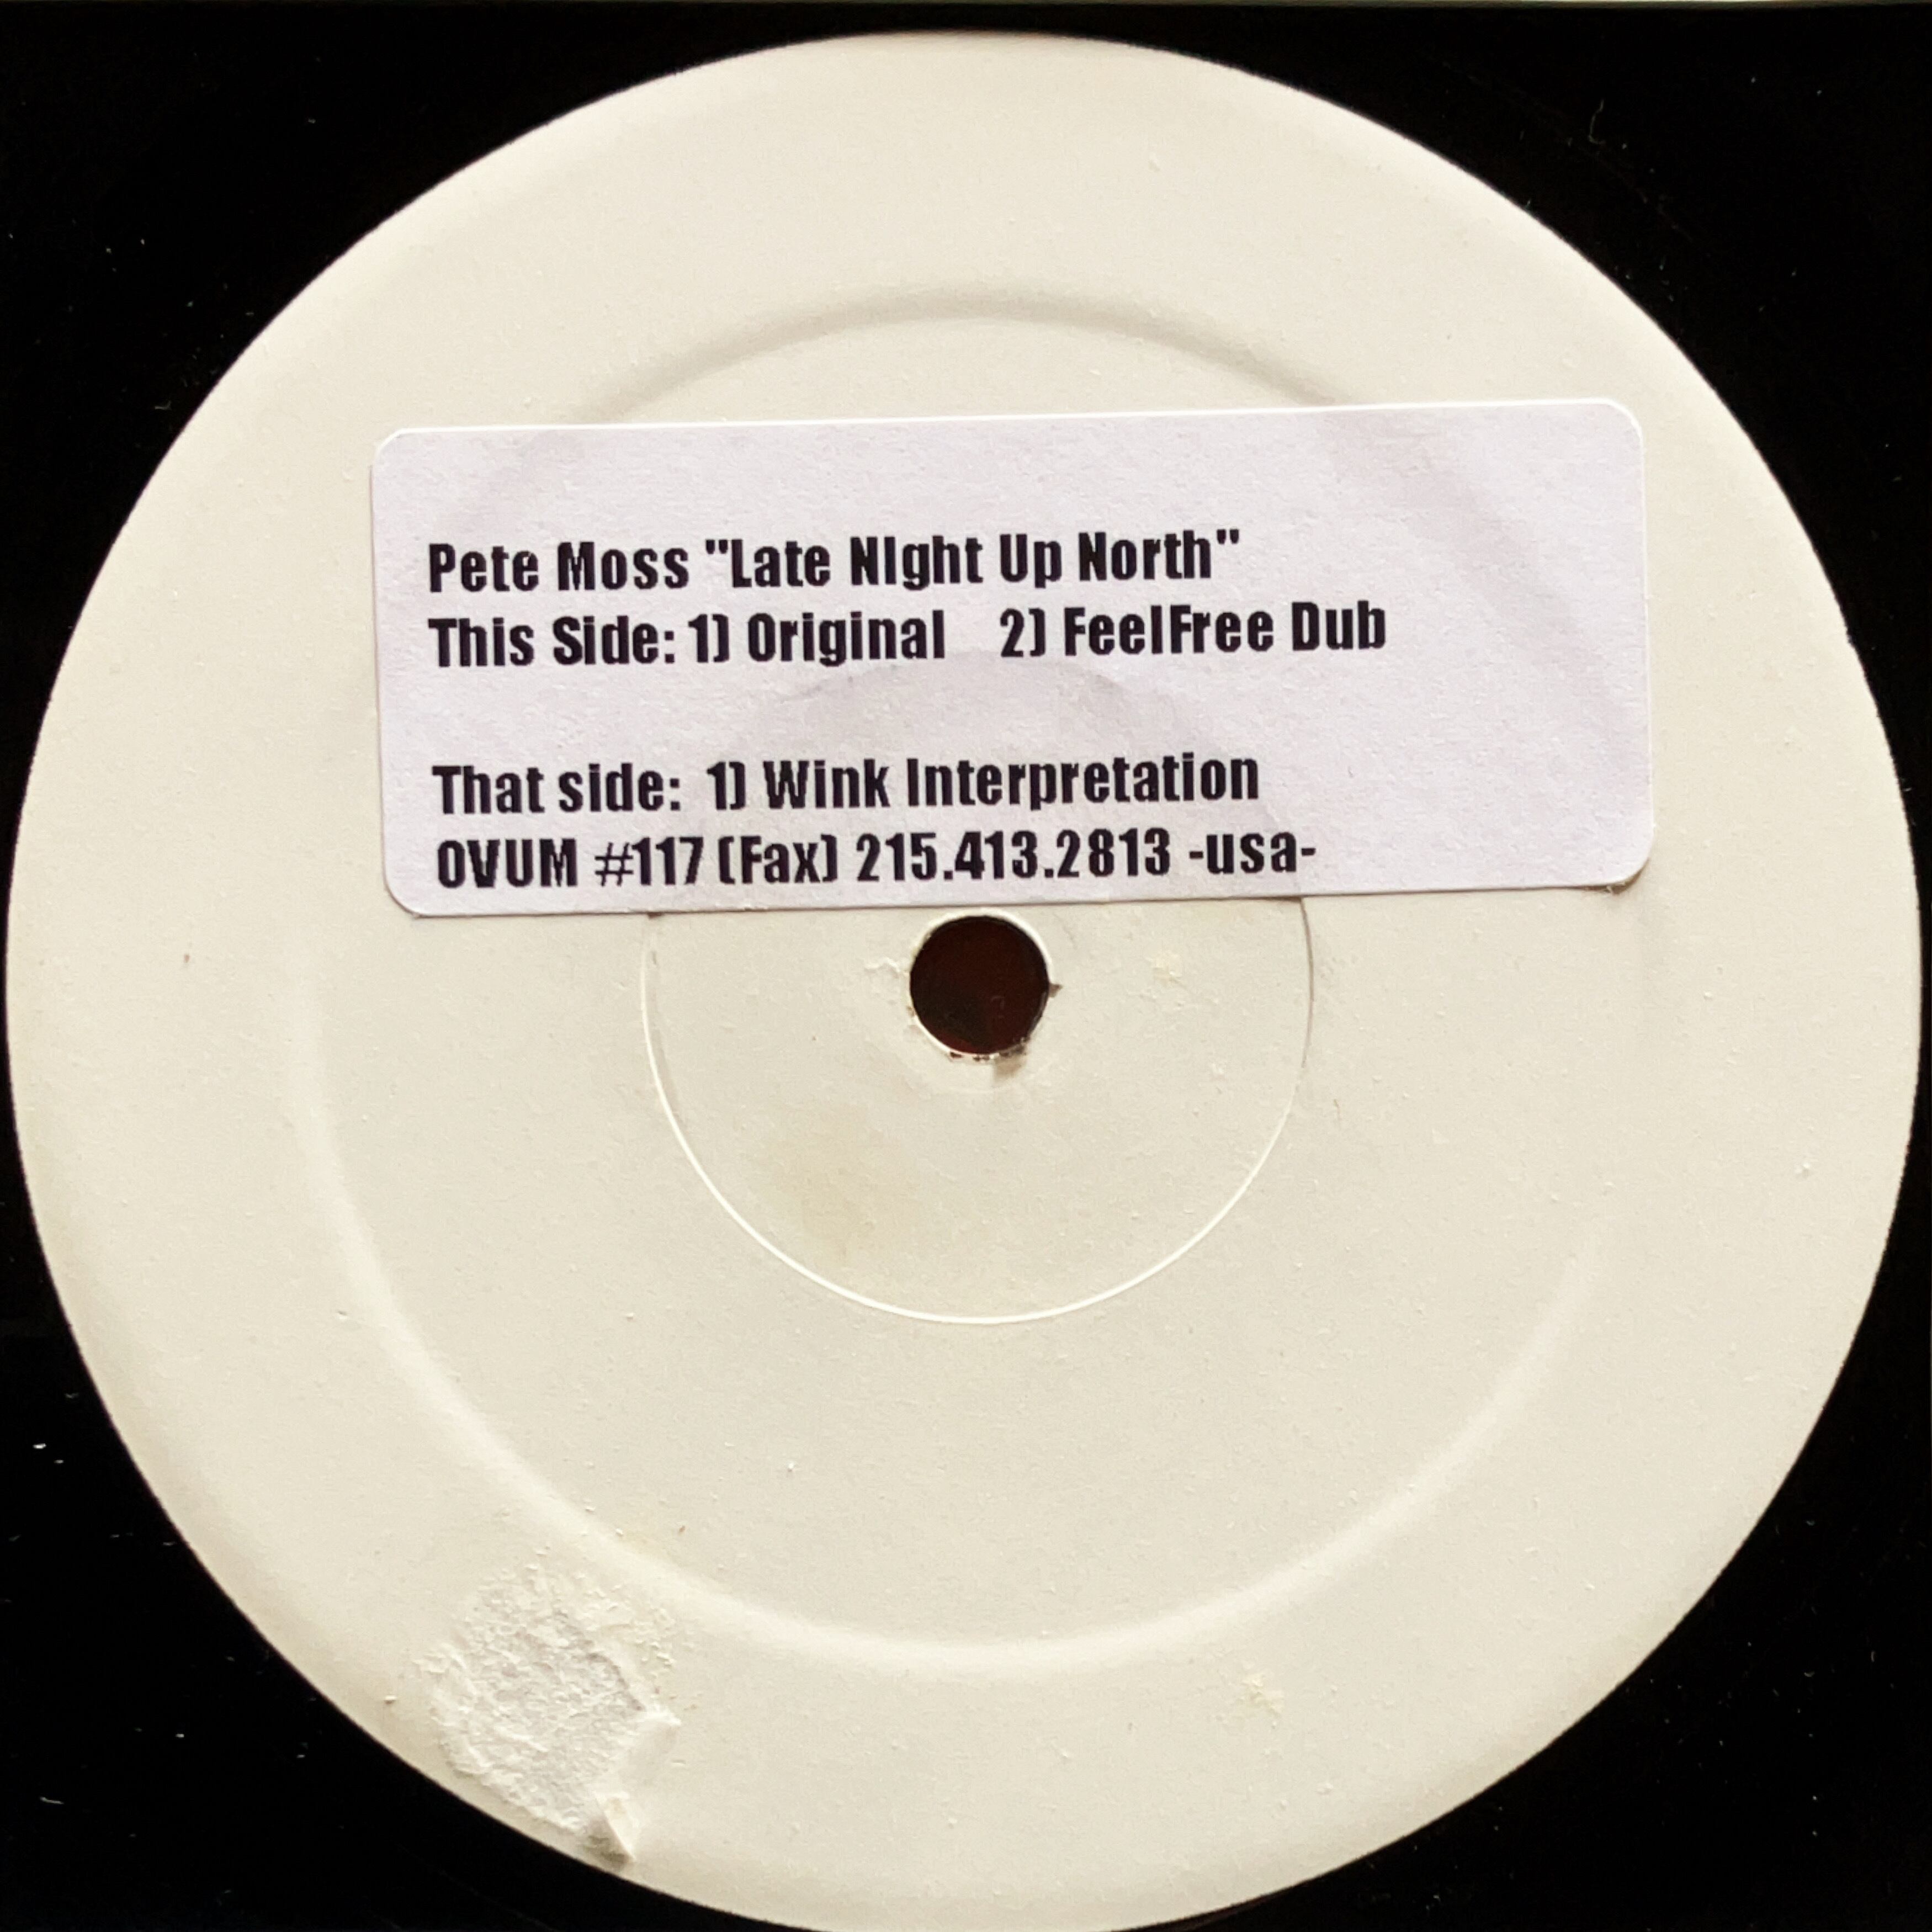 Pete Moss "Late NIght Up North"
This Side: 1) Original 2) FeelFree Dub
That side: 1) Wink Interpretation
OVUM #117 (Fax) 215.413.2813 -usa-